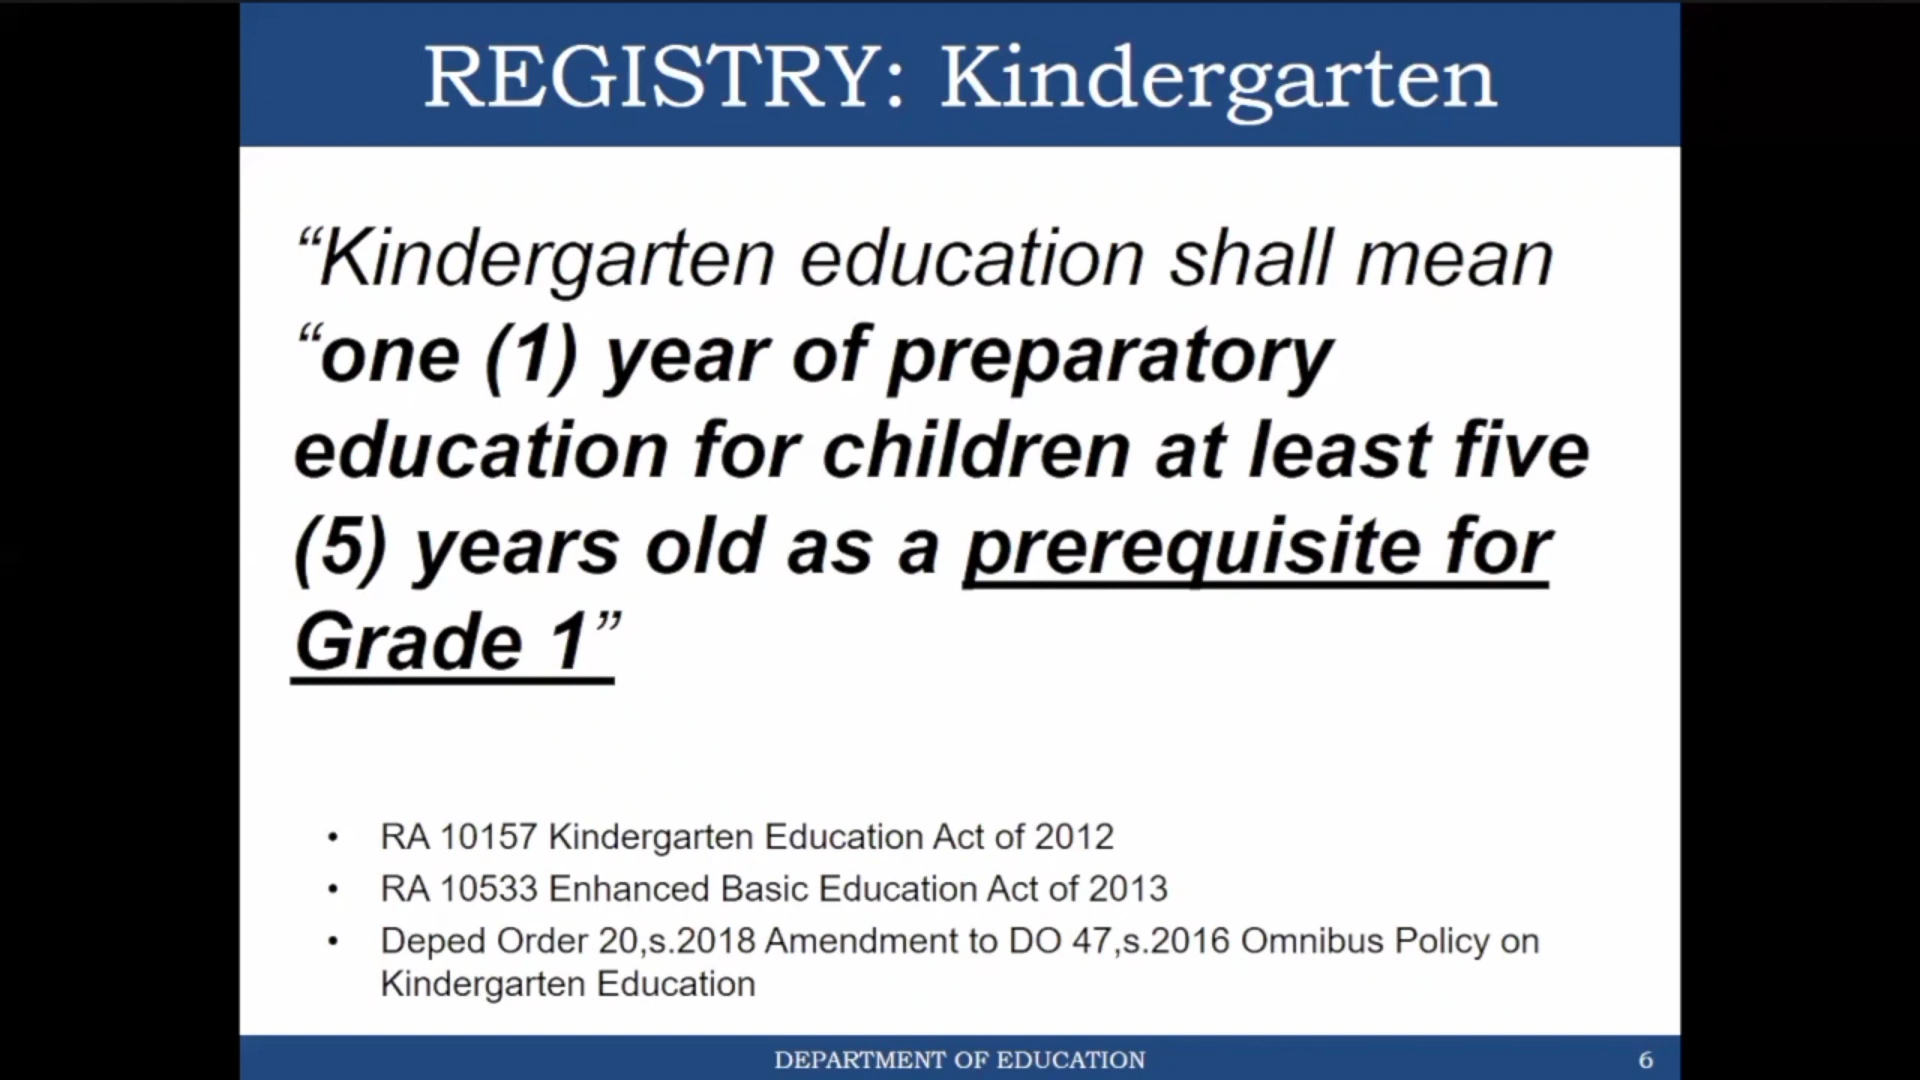 REGISTRY: Kindergarten
“Kindergarten education shall mean
“one (1) year of preparatory
education for children at least five
(5) years old as a prerequisite for
Grade 1”
• RA 10157 Kindergarten Education Act of 2012
• RA 10533 Enhanced Basic Education Act of 2013
• Deped Order 20,s.2018 Amendment to DO 47,s.2016 Omnibus Policy on
Kindergarten Education
DEPARTMENT OF EDUCATION 6